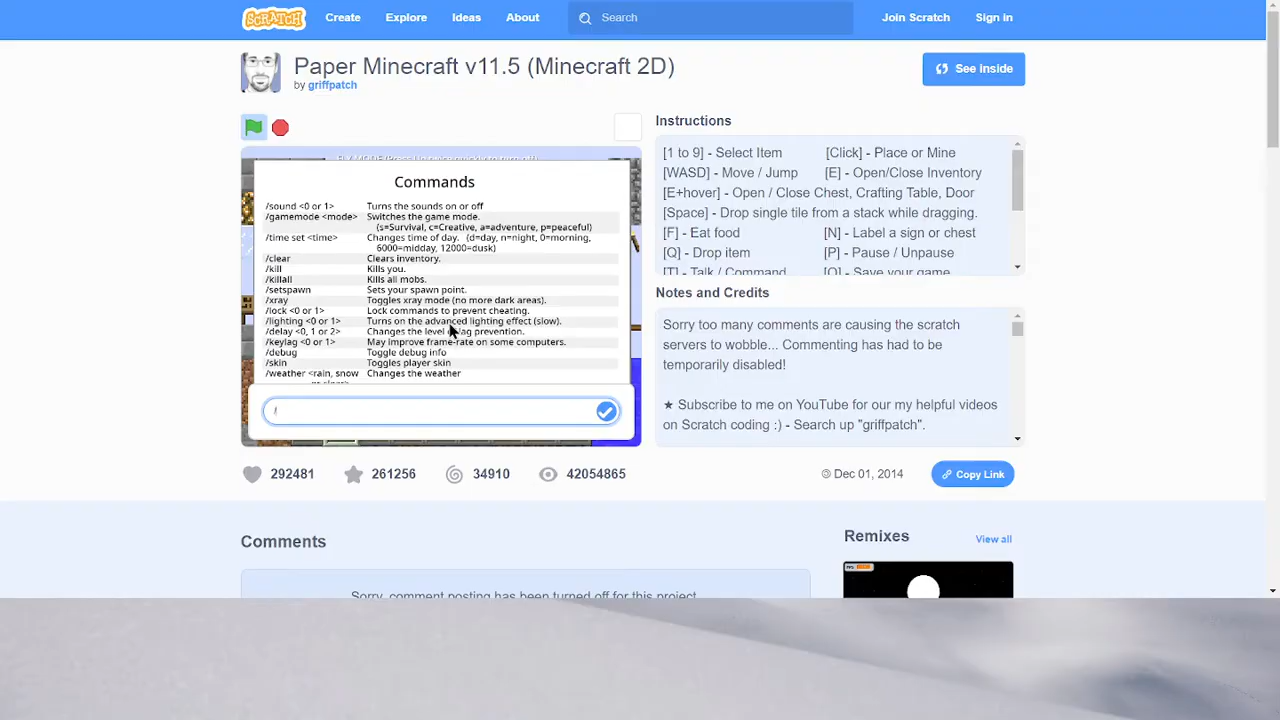 SCRATCH Create Explore Ideas About Search Join Scratch Sign in
Paper Minecraft v11.5 (Minecraft 2D)
by griffpatch
See inside
Instructions
[1 to 9] - Select Item [Click] - Place or Mine
[WASD] - Move / Jump [E] - Open/Close Inventory
[E+hover] - Open / Close Chest, Crafting Table, Door
[Space] - Drop single tile from a stack while dragging.
[F] - Eat food [N] - Label a sign or chest
[Q] - Drop item [P] - Pause / Unpause
[T] - Talk / Command [O] - Save your game
Commands
/sound <0 or 1> Turns the sounds on or off
/gamemode <mode> Switches the game mode.
(s=Survival, c=Creative, a=adventure, p=peaceful)
/time set <time> Changes time of day. (d=day, n=night, 0=morning,
6000=midday, 12000=dusk)
/clear Clears inventory.
/kill Kills you.
/killall Kills all mobs.
/setspawn Sets your spawn point.
/xray Toggles xray mode (no more dark areas).
/lock <0 or 1> Lock commands to prevent cheating.
/lighting <0 or 1> Turns on the advanced lighting effect (slow).
/delay <0, 1 or 2> Changes the level prevention.
/keylag <0 or 1> May improve frame-rate on some computers.
/debug Toggle debug info
/skin Toggles player skin
/weather <rain, snow Changes the weather
/
Notes and Credits
Sorry too many comments are causing the scratch
servers to wobble... Commenting has had to be
temporarily disabled!
★ Subscribe to me on YouTube for our my helpful videos
on Scratch coding :) - Search up "griffpatch".
292481 261256 34910 42054865
© Dec 01, 2014
Copy Link
Comments
Sorry, comment posting has been turned off for this project
Remixes
View all